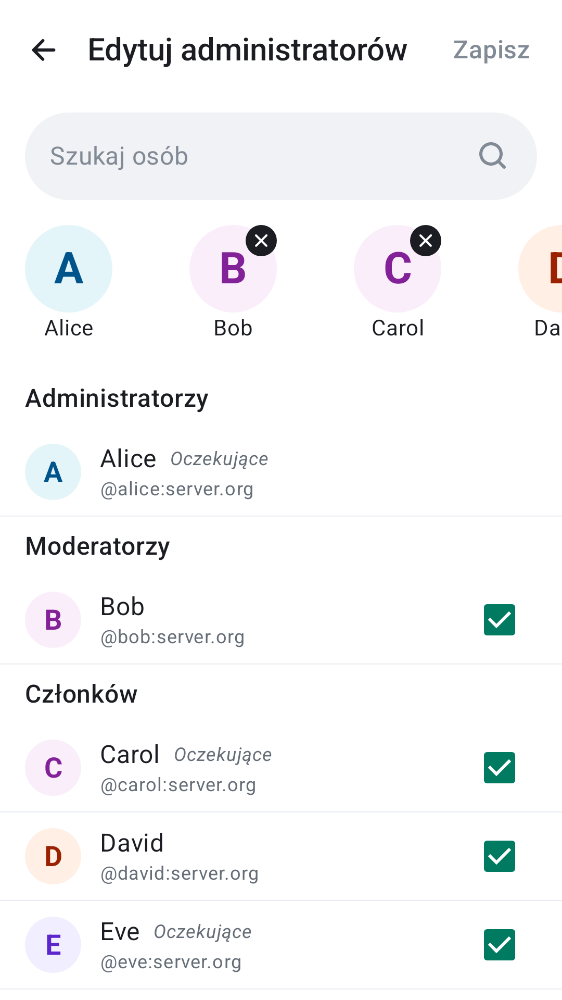 Edytuj administratorów Zapisz
Szukaj osób
A B C D
Alice Bob Carol Da
Administratorzy
A Alice Oczekujące
@alice:server.org
Moderatorzy
B Bob
@bob:server.org
Członków
C Carol Oczekujące
@carol:server.org
D David
@david:server.org
E Eve Oczekujące
@eve:server.org